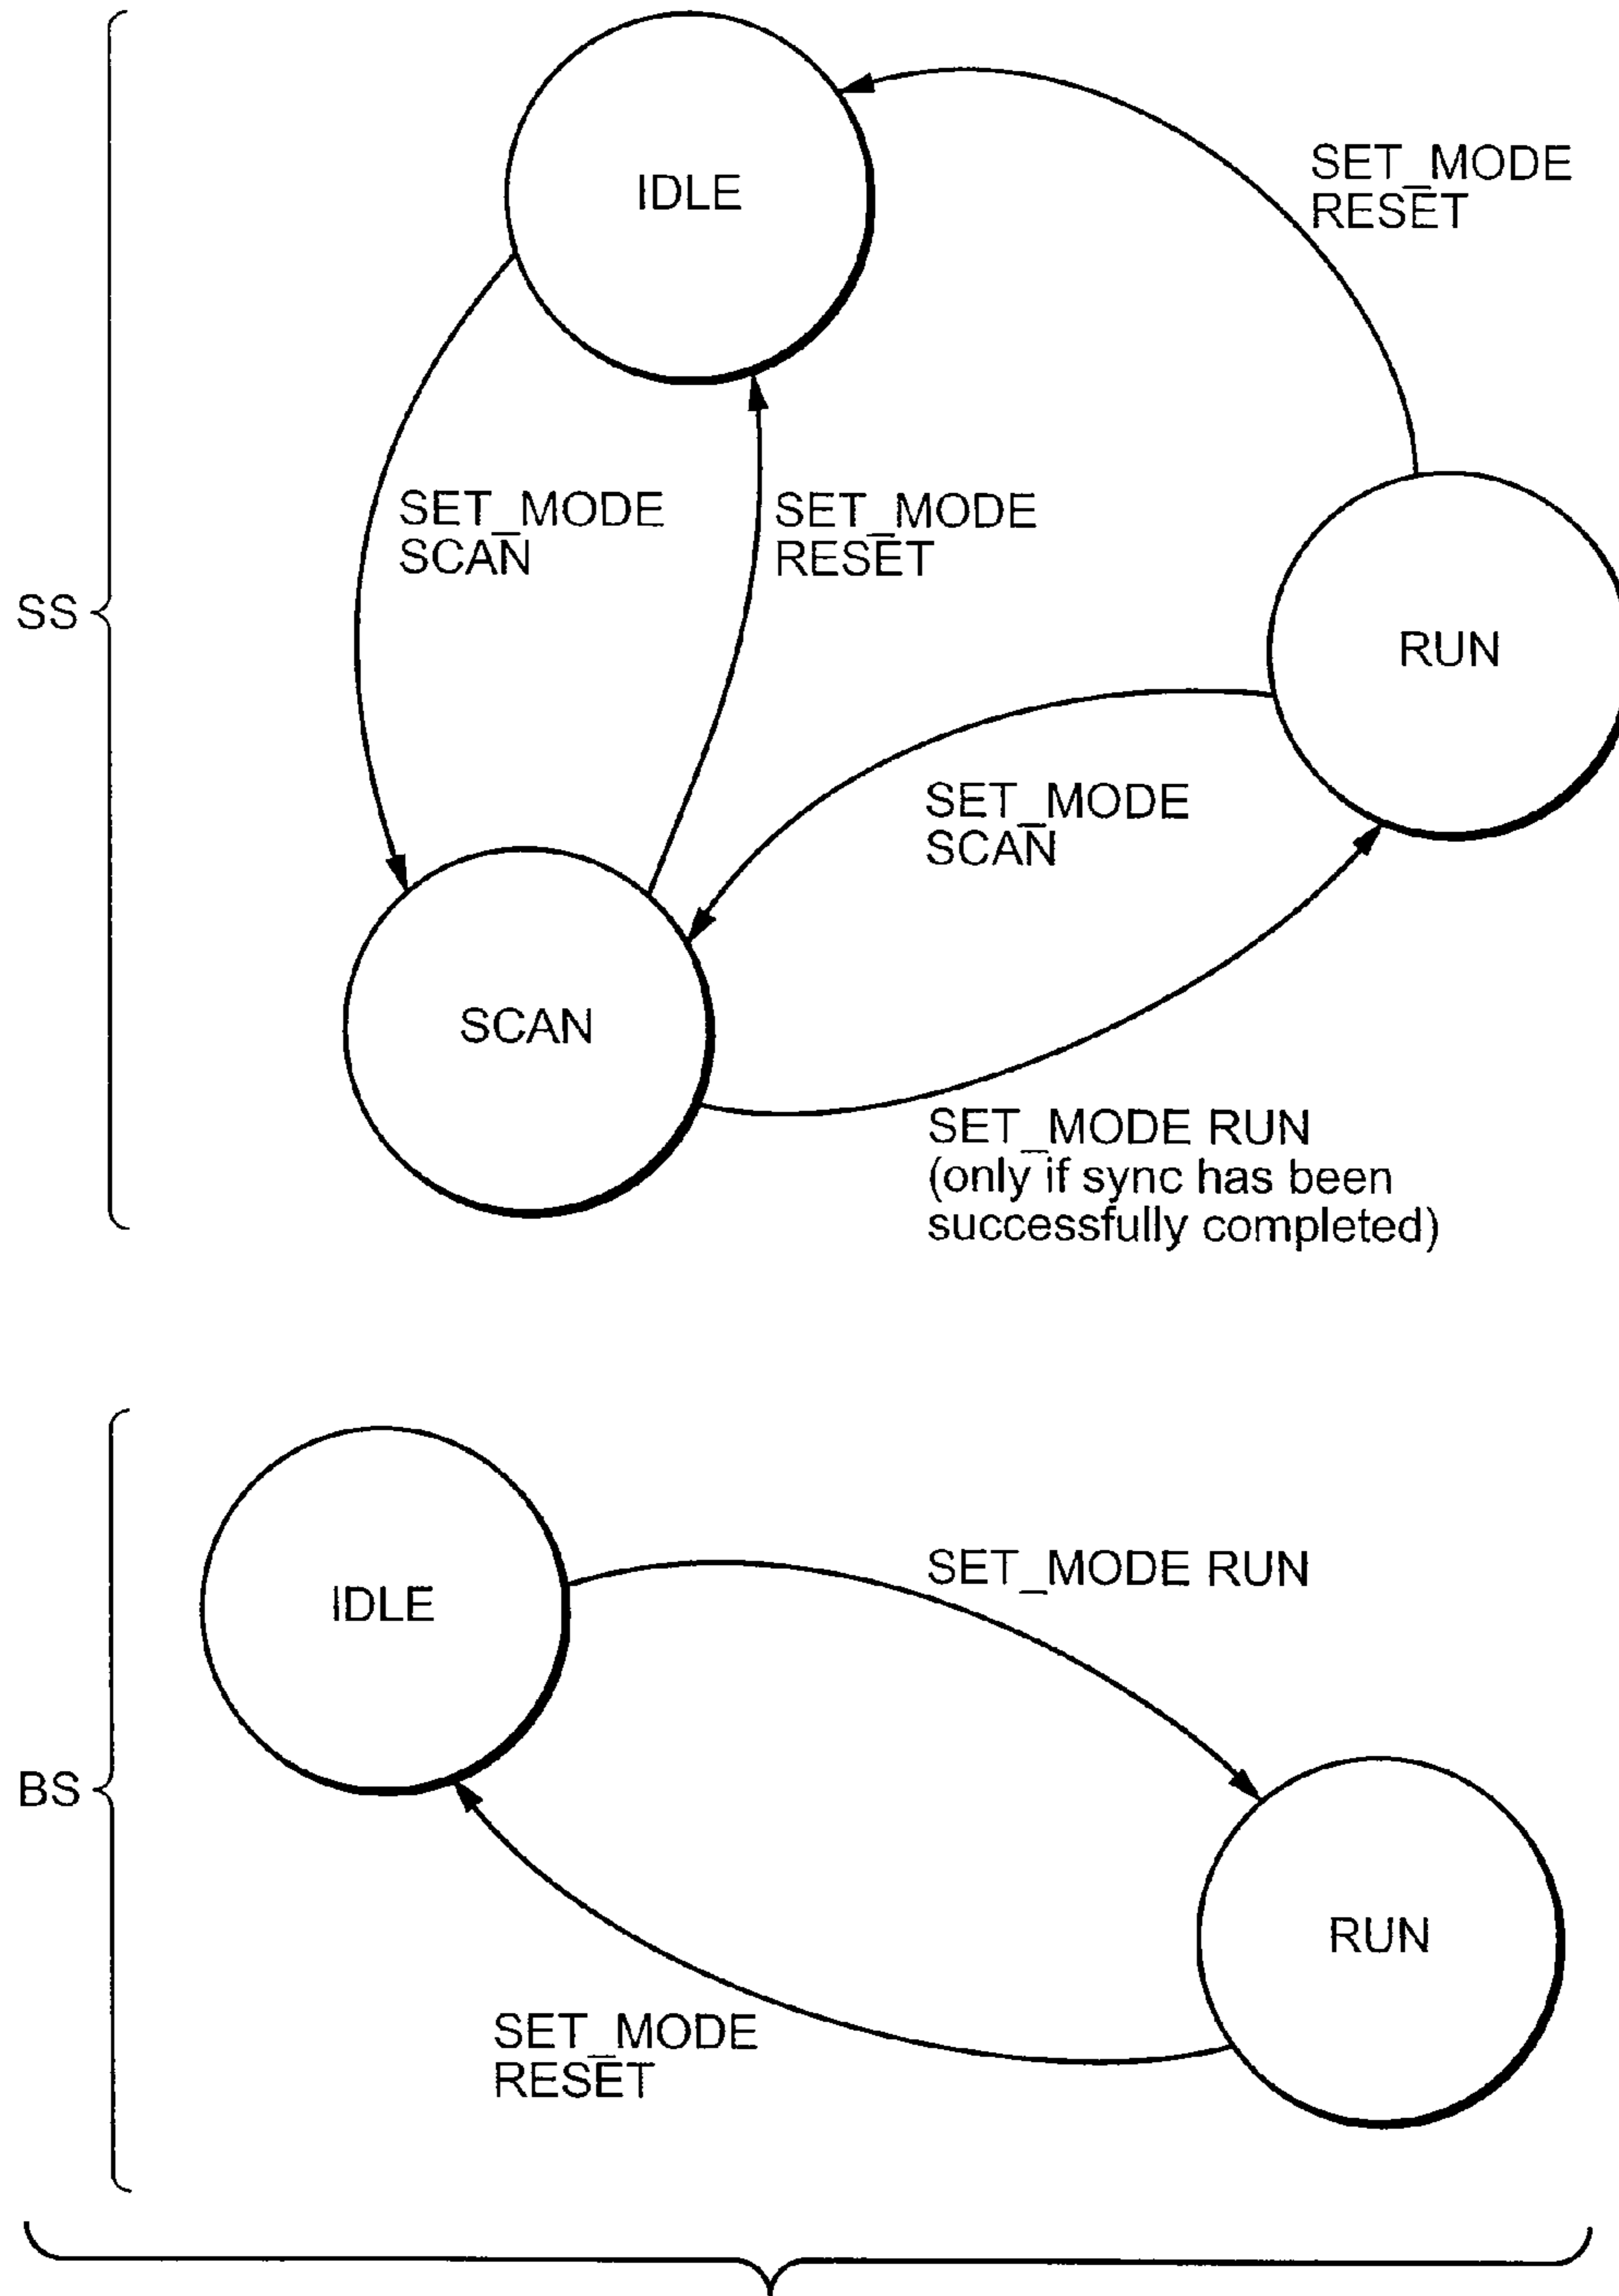 IDLE
SET_MODE
RESET
SET_MODE
SCAN
SET_MODE
RESET
SS
RUN
SET_MODE
SCAN
SCAN
SET_MODE RUN
(only if sync has been
successfully completed)
SET_MODE RUN
IDLE
BS
RUN
SET_MODE
RESET